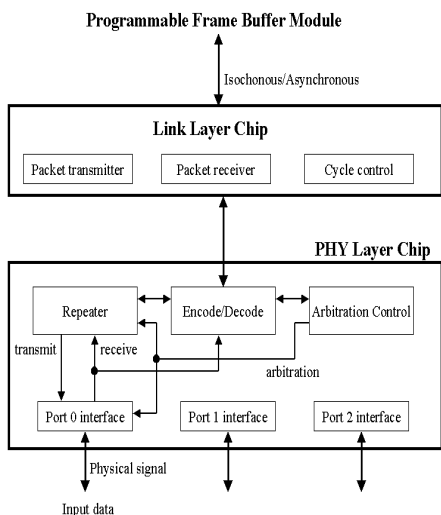 Programmable Frame Buffer Module
Isochonous/Asynchronous
Link Layer Chip
Packet transmitter
Packet receiver
Cycle control
PHY Layer Chip
Repeater
Encode/Decode
Arbitration Control
transmit
receive
arbitration
Port 0 interface
Port 1 interface
Port 2 interface
Physical signal
Input data